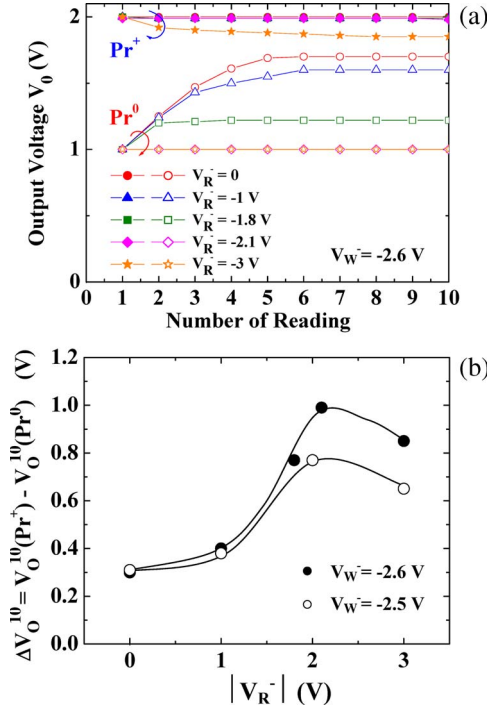 (a)
Output Voltage V0 (V)
2
1
0
Pr+
Pr0
VR- = 0
VR- = -1 V
VR- = -1.8 V
VR- = -2.1 V
VR- = -3 V
VW- = -2.6 V
0 1 2 3 4 5 6 7 8 9 10
Number of Reading
(b)
ΔVO10 = VO10(Pr+) - VO10(Pr0) (V)
1.2
1.0
0.8
0.6
0.4
0.2
0.0
VW- = -2.6 V
VW- = -2.5 V
0 1 2 3
|VR-| (V)